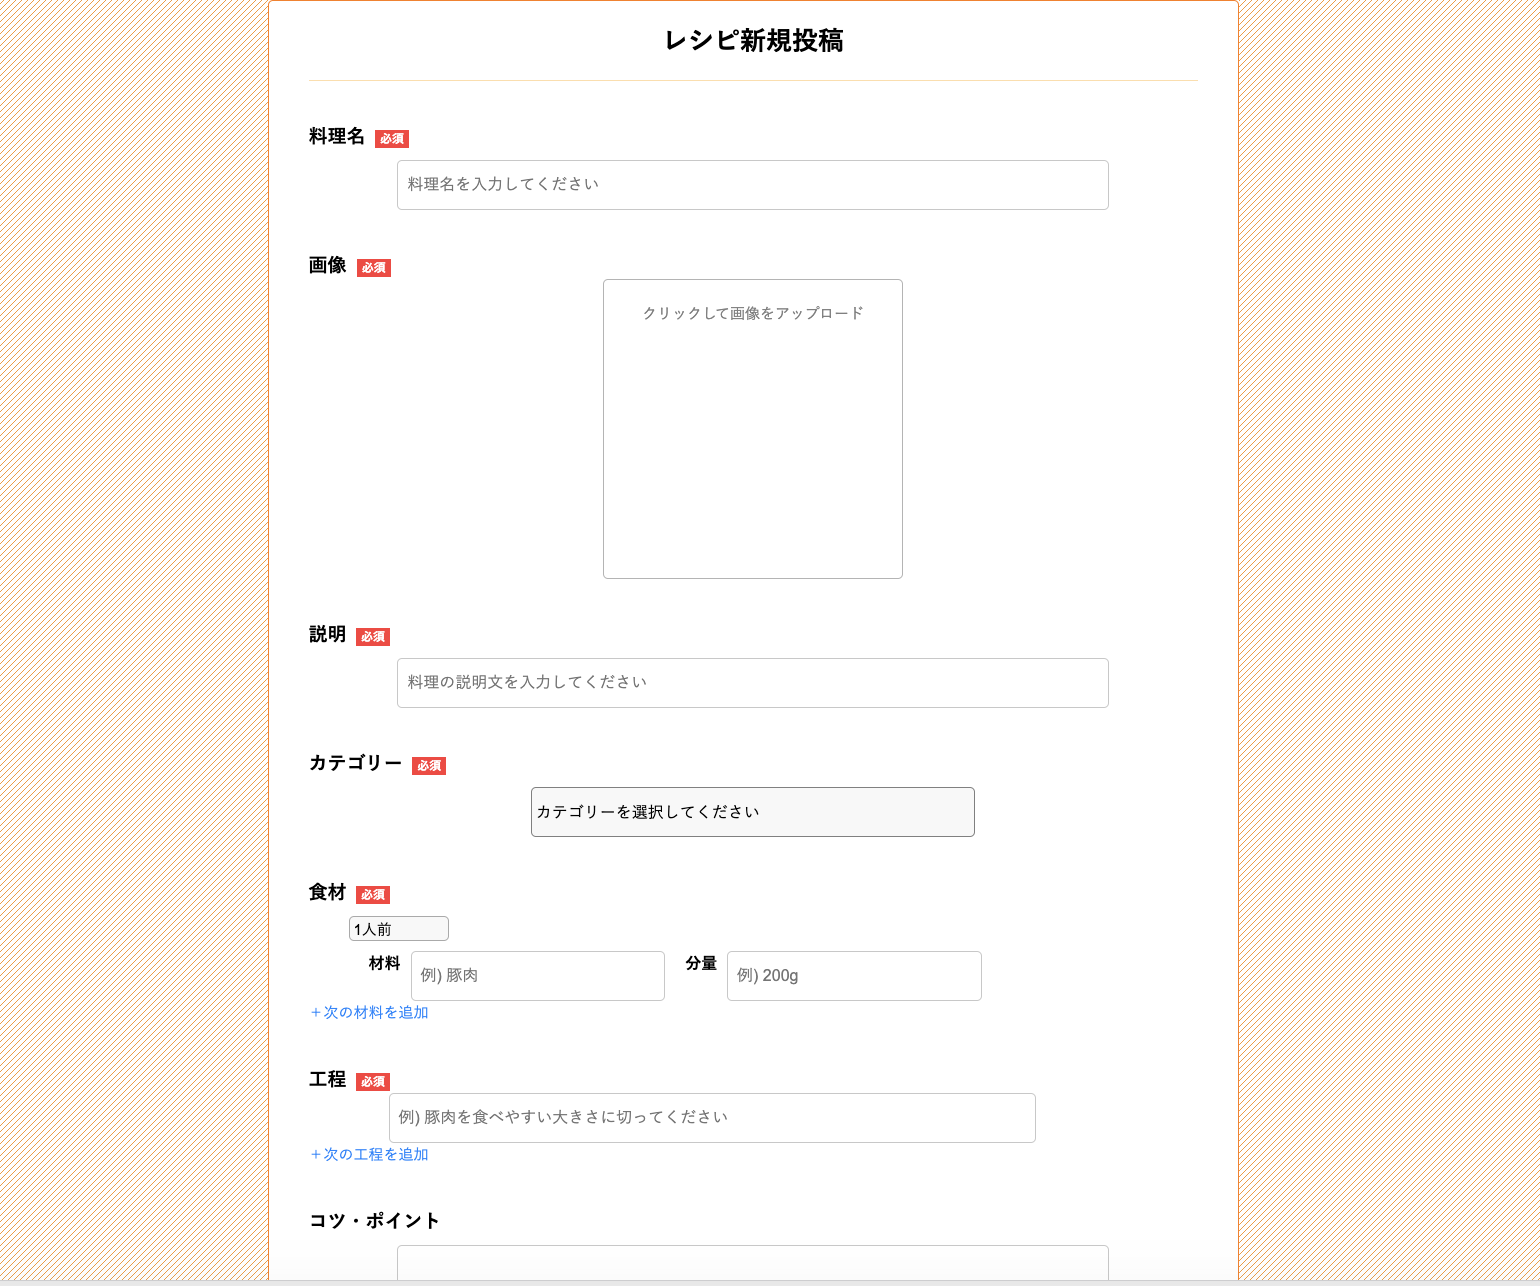 レシピ新規投稿
料理名 必須
料理名を入力してください
画像 必須
クリックして画像をアップロード
説明 必須
料理の説明文を入力してください
カテゴリー 必須
カテゴリーを選択してください
食材 必須
1人前
材料 例) 豚肉 分量 例) 200g
＋次の材料を追加
工程 必須
例) 豚肉を食べやすい大きさに切ってください
＋次の工程を追加
コツ・ポイント